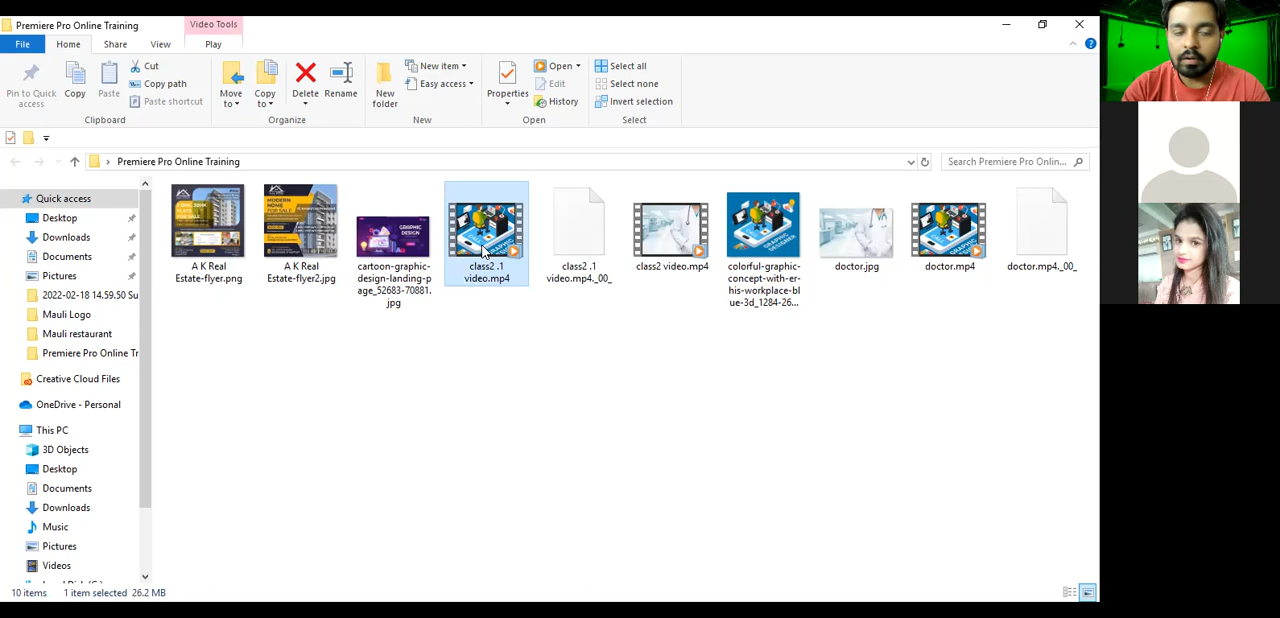 Premiere Pro Online Training
Video Tools
File
Home
Share
View
Play
Pin to Quick
access
Copy
Paste
Cut
Copy path
Paste shortcut
Clipboard
Move
to
Copy
to
Delete
Rename
Organize
New
folder
New item
Easy access
New
Properties
Open
Edit
History
Open
Select all
Select none
Invert selection
Select
Premiere Pro Online Training
Search Premiere Pro Onlin...
Quick access
Desktop
Downloads
Documents
Pictures
2022-02-18 14.59.50 Su
Mauli Logo
Mauli restaurant
Premiere Pro Online Tr
Creative Cloud Files
OneDrive - Personal
This PC
3D Objects
Desktop
Documents
Downloads
Music
Pictures
Videos
A K Real
Estate-flyer.png
A K Real
Estate-flyer2.jpg
GRAPHIC
DESIGN
cartoon-graphic-
design-landing-p
age_52683-70881.
jpg
class2 .1
video.mp4
class2 .1
video.mp4._00_
class2 video.mp4
colorful-graphic-
concept-with-er-
his-workplace-bl
ue-3d_1284-26...
doctor.jpg
doctor.mp4
doctor.mp4._00_
10 items
1 item selected
26.2 MB